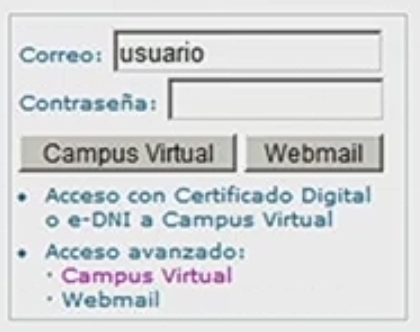 Correo: usuario
Contraseña:
Campus Virtual Webmail
• Acceso con Certificado Digital
o e-DNI a Campus Virtual
• Acceso avanzado:
· Campus Virtual
· Webmail